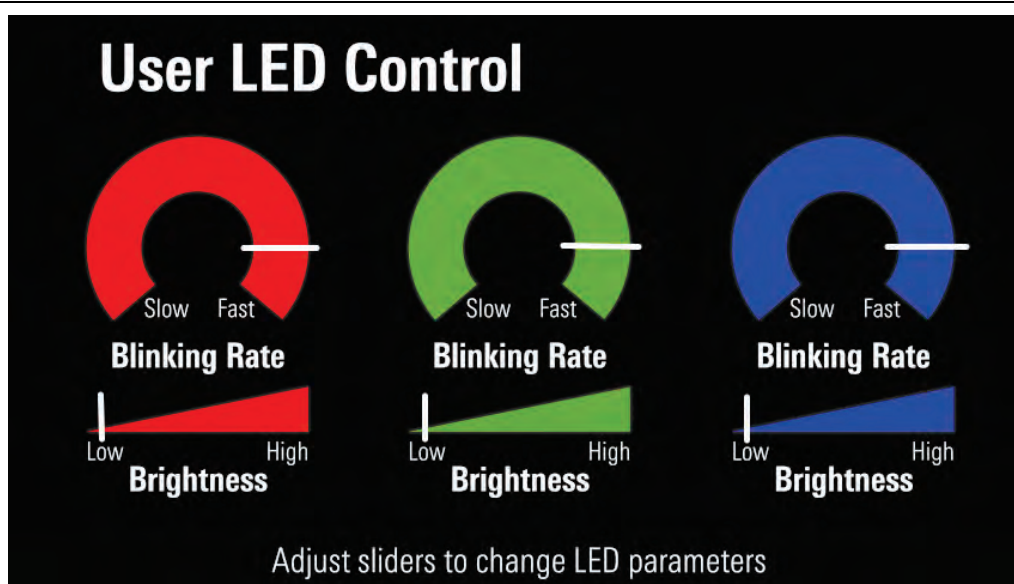 User LED Control
Slow Fast Slow Fast Slow Fast
Blinking Rate Blinking Rate Blinking Rate
Low High Low High Low High
Brightness Brightness Brightness
Adjust sliders to change LED parameters